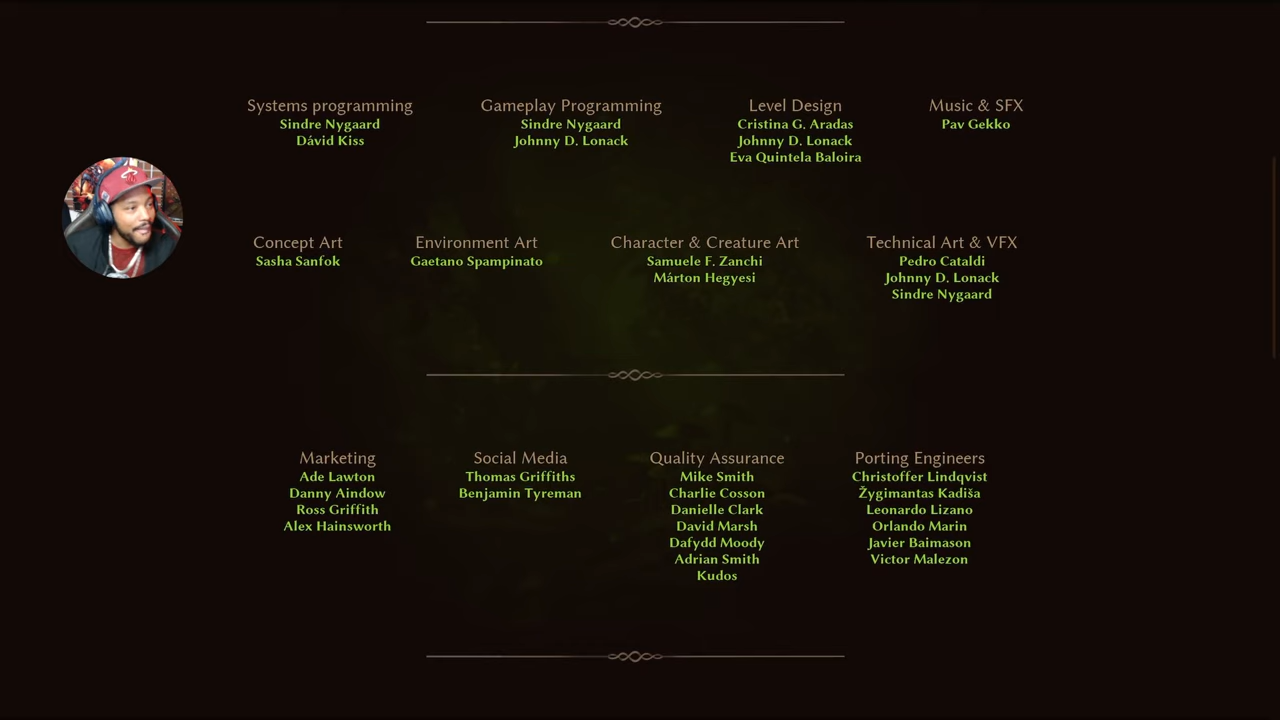 Systems programming
Sindre Nygaard
Dávid Kiss
Gameplay Programming
Sindre Nygaard
Johnny D. Lonack
Level Design
Cristina G. Aradas
Johnny D. Lonack
Eva Quintela Baloira
Music & SFX
Pav Gekko
Concept Art
Sasha Sanfok
Environment Art
Gaetano Spampinato
Character & Creature Art
Samuele F. Zanchi
Márton Hegyesi
Technical Art & VFX
Pedro Cataldi
Johnny D. Lonack
Sindre Nygaard
Marketing
Ade Lawton
Danny Aindow
Ross Griffith
Alex Hainsworth
Social Media
Thomas Griffiths
Benjamin Tyreman
Quality Assurance
Mike Smith
Charlie Cosson
Danielle Clark
David Marsh
Dafydd Moody
Adrian Smith
Kudos
Porting Engineers
Christoffer Lindqvist
Žygimantas Kadiša
Leonardo Lizano
Orlando Marin
Javier Baimason
Victor Malezon